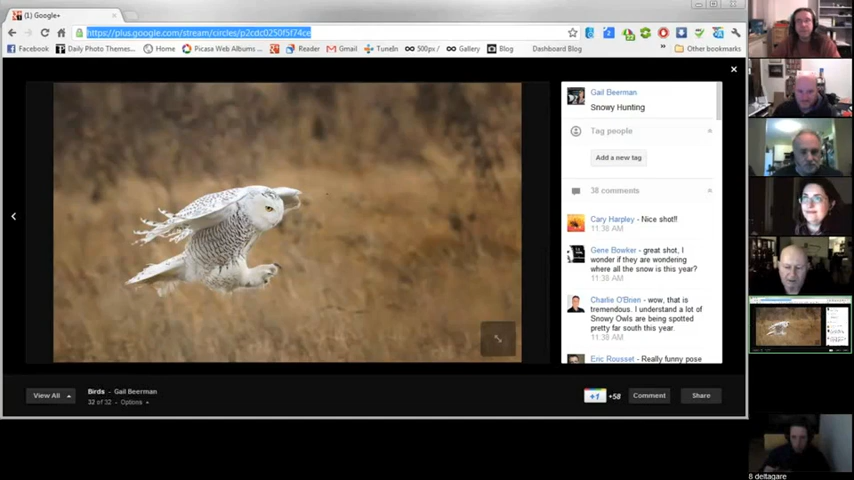 (1) Google+
https://plus.google.com/stream/circles/p2cdc0250f5f74ce
Facebook Daily Photo Themes... Home Picasa Web Albums ... Reader Gmail TuneIn 500px / Gallery Blog Dashboard Blog » Other bookmarks
Gail Beerman
Snowy Hunting
Tag people
Add a new tag
38 comments
Cary Harpley - Nice shot!!
11:38 AM
Gene Bowker - great shot, I
wonder if they are wondering
where all the snow is this year?
11:38 AM
Charlie O'Brien - wow, that is
tremendous. I understand a lot of
Snowy Owls are being spotted
pretty far south this year.
11:38 AM
Eric Rousset - Really funny pose
View All
Birds - Gail Beerman
32 of 32 - Options
+1 +58 Comment Share
8 deltagare